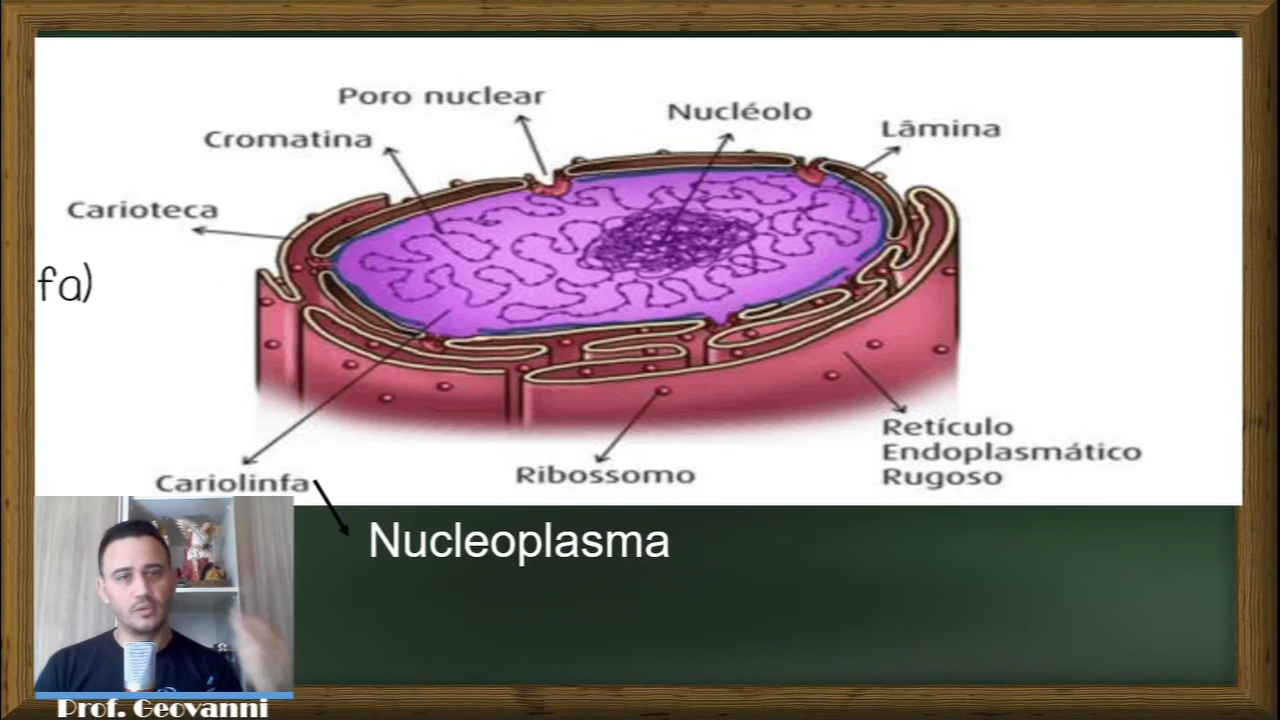 Poro nuclear
Nucléolo
Cromatina
Lâmina
Carioteca
fa)
Cariolinfa
Ribossomo
Retículo
Endoplasmático
Rugoso
Nucleoplasma
Prof. Geovanni